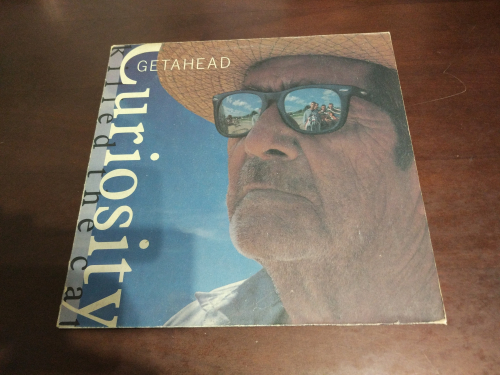 GETAHEAD
Curiosity
killed the cat